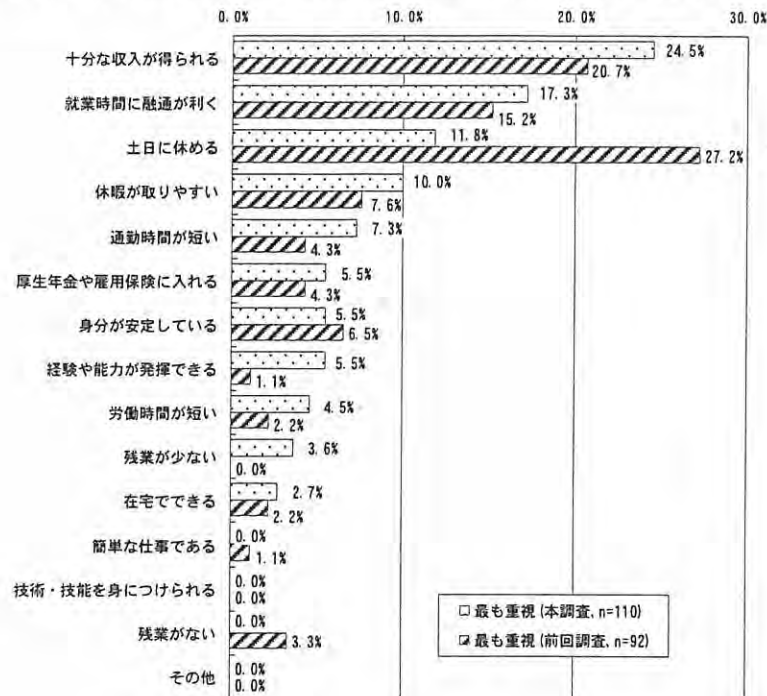 0.0% 10.0% 20.0% 30.0%
十分な収入が得られる 24.5%
20.7%
就業時間に融通が利く 17.3%
15.2%
土日に休める 11.8%
27.2%
休暇が取りやすい 10.0%
7.6%
通勤時間が短い 7.3%
4.3%
厚生年金や雇用保険に入れる 5.5%
4.3%
身分が安定している 5.5%
6.5%
経験や能力が発揮できる 5.5%
1.1%
労働時間が短い 4.5%
2.2%
残業が少ない 3.6%
0.0%
在宅でできる 2.7%
2.2%
簡単な仕事である 0.0%
1.1%
技術・技能を身につけられる 0.0%
0.0%
残業がない 0.0%
3.3%
その他 0.0%
0.0%
最も重視(本調査、n=110)
最も重視(前回調査、n=92)